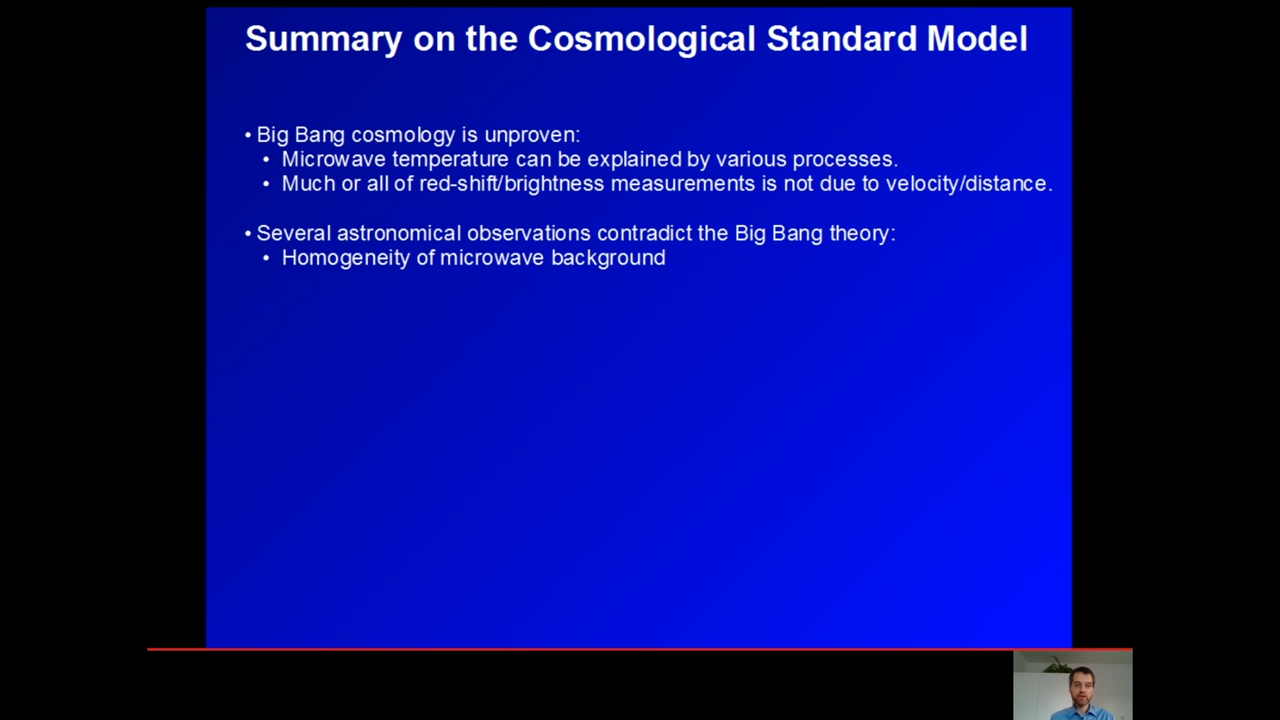 Summary on the Cosmological Standard Model
• Big Bang cosmology is unproven:
• Microwave temperature can be explained by various processes.
• Much or all of red-shift/brightness measurements is not due to velocity/distance.
• Several astronomical observations contradict the Big Bang theory:
• Homogeneity of microwave background